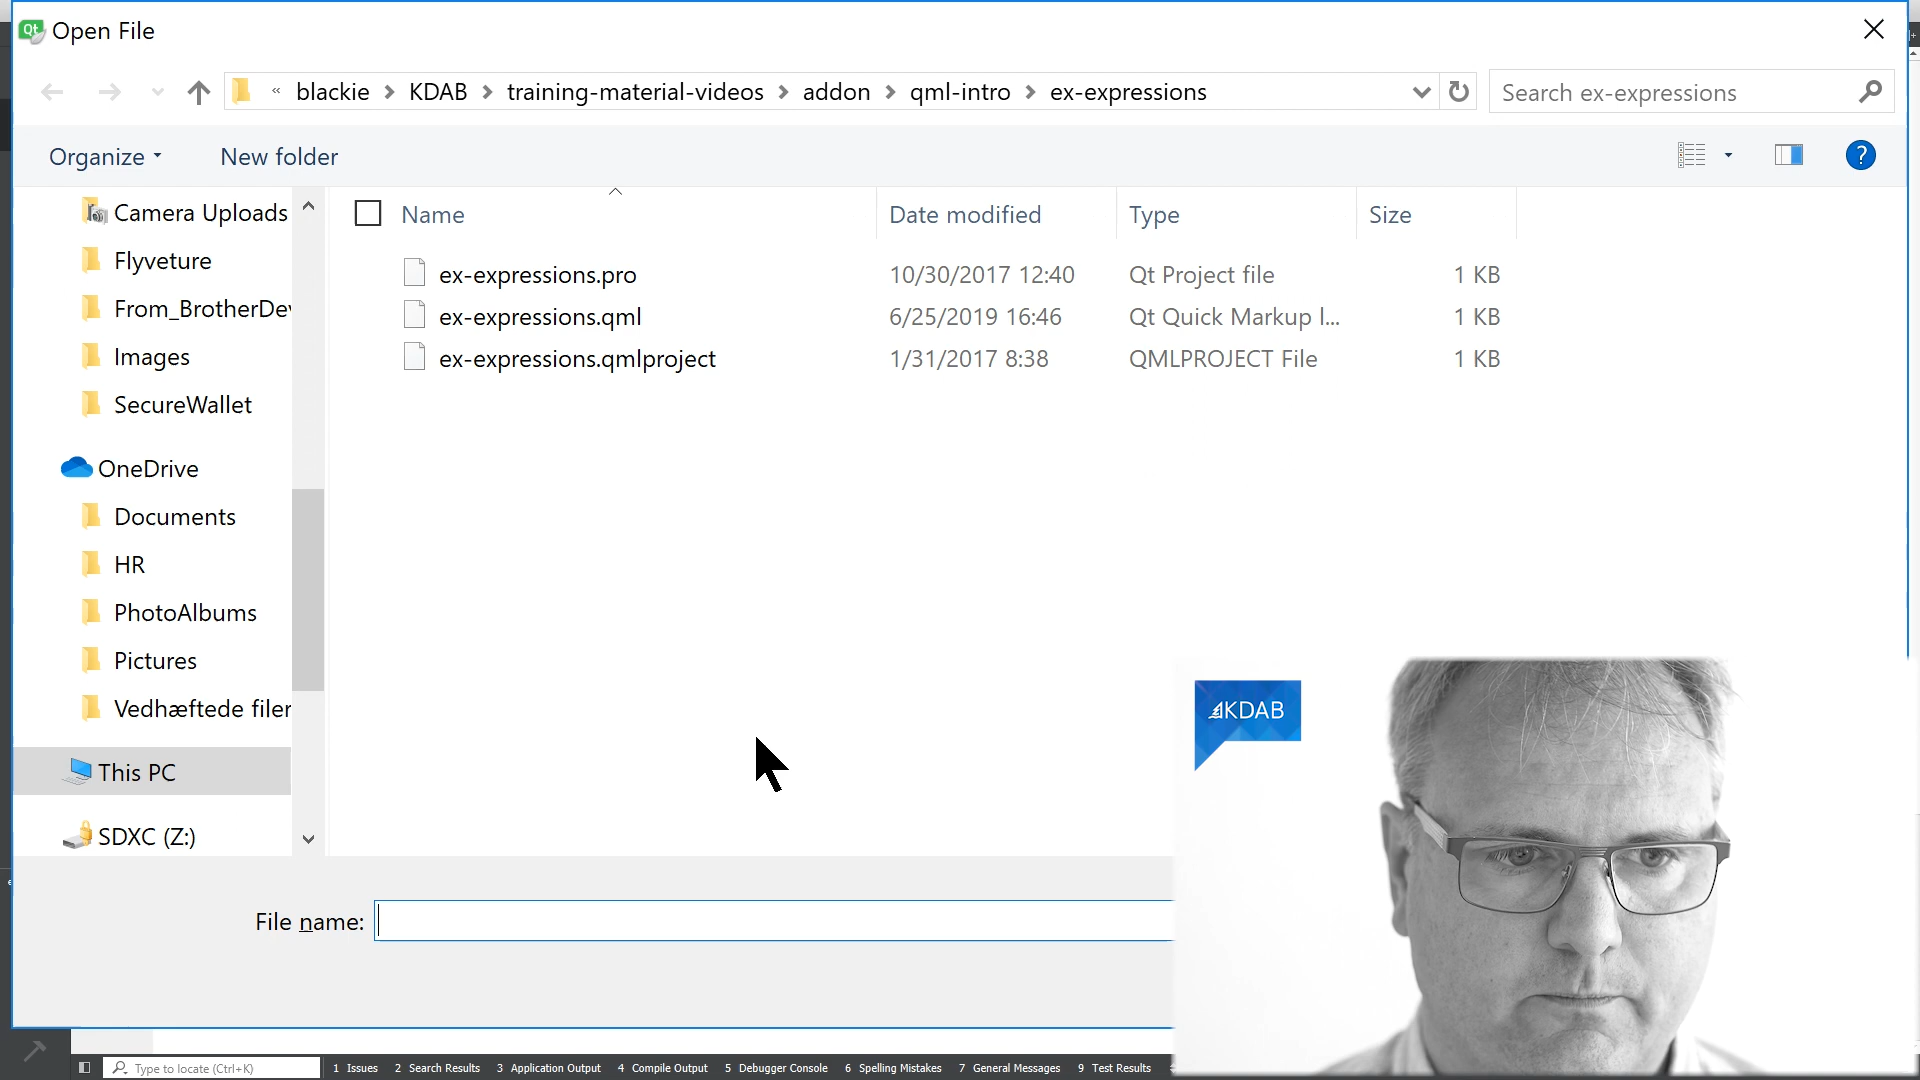 Open File
« blackie > KDAB > training-material-videos > addon > qml-intro > ex-expressions
Search ex-expressions
Organize
New folder
Camera Uploads
Flyveture
From_BrotherDev
Images
SecureWallet
OneDrive
Documents
HR
PhotoAlbums
Pictures
Vedhæftede filer
This PC
SDXC (Z:)
Name Date modified Type Size
ex-expressions.pro 10/30/2017 12:40 Qt Project file 1 KB
ex-expressions.qml 6/25/2019 16:46 Qt Quick Markup l... 1 KB
ex-expressions.qmlproject 1/31/2017 8:38 QMLPROJECT File 1 KB
KDAB
File name:
Type to locate (Ctrl+K)
1 Issues 2 Search Results 3 Application Output 4 Compile Output 5 Debugger Console 6 Spelling Mistakes 7 General Messages 9 Test Results